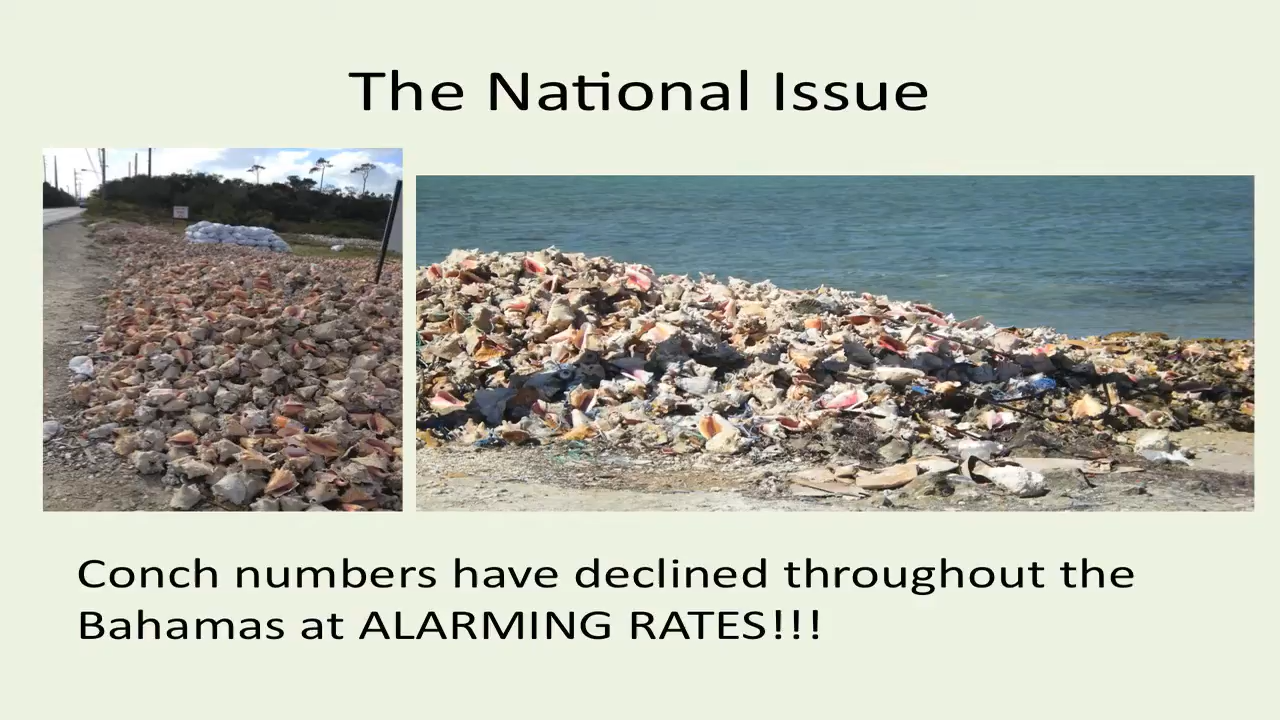 The National Issue
Conch numbers have declined throughout the
Bahamas at ALARMING RATES!!!